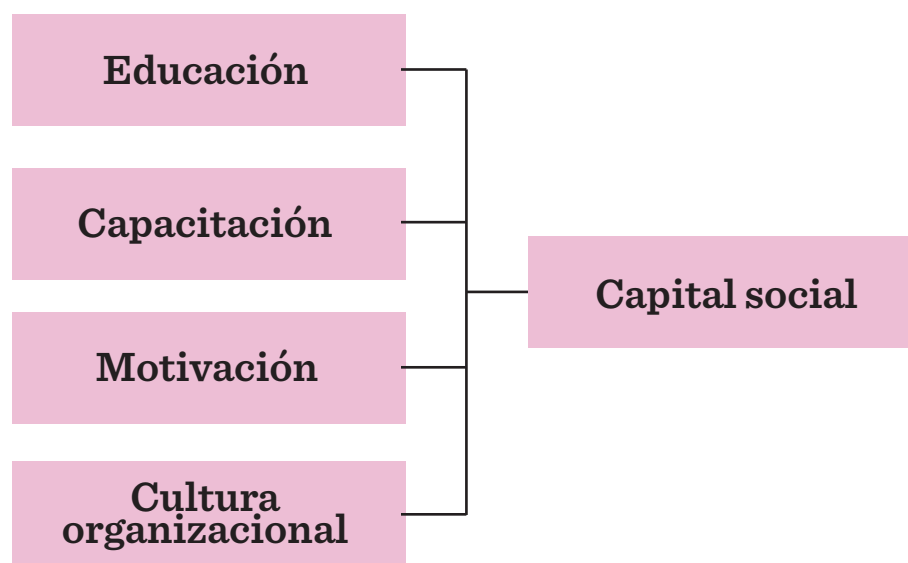 Educación
Capacitación
Motivación
Cultura
organizacional
Capital social